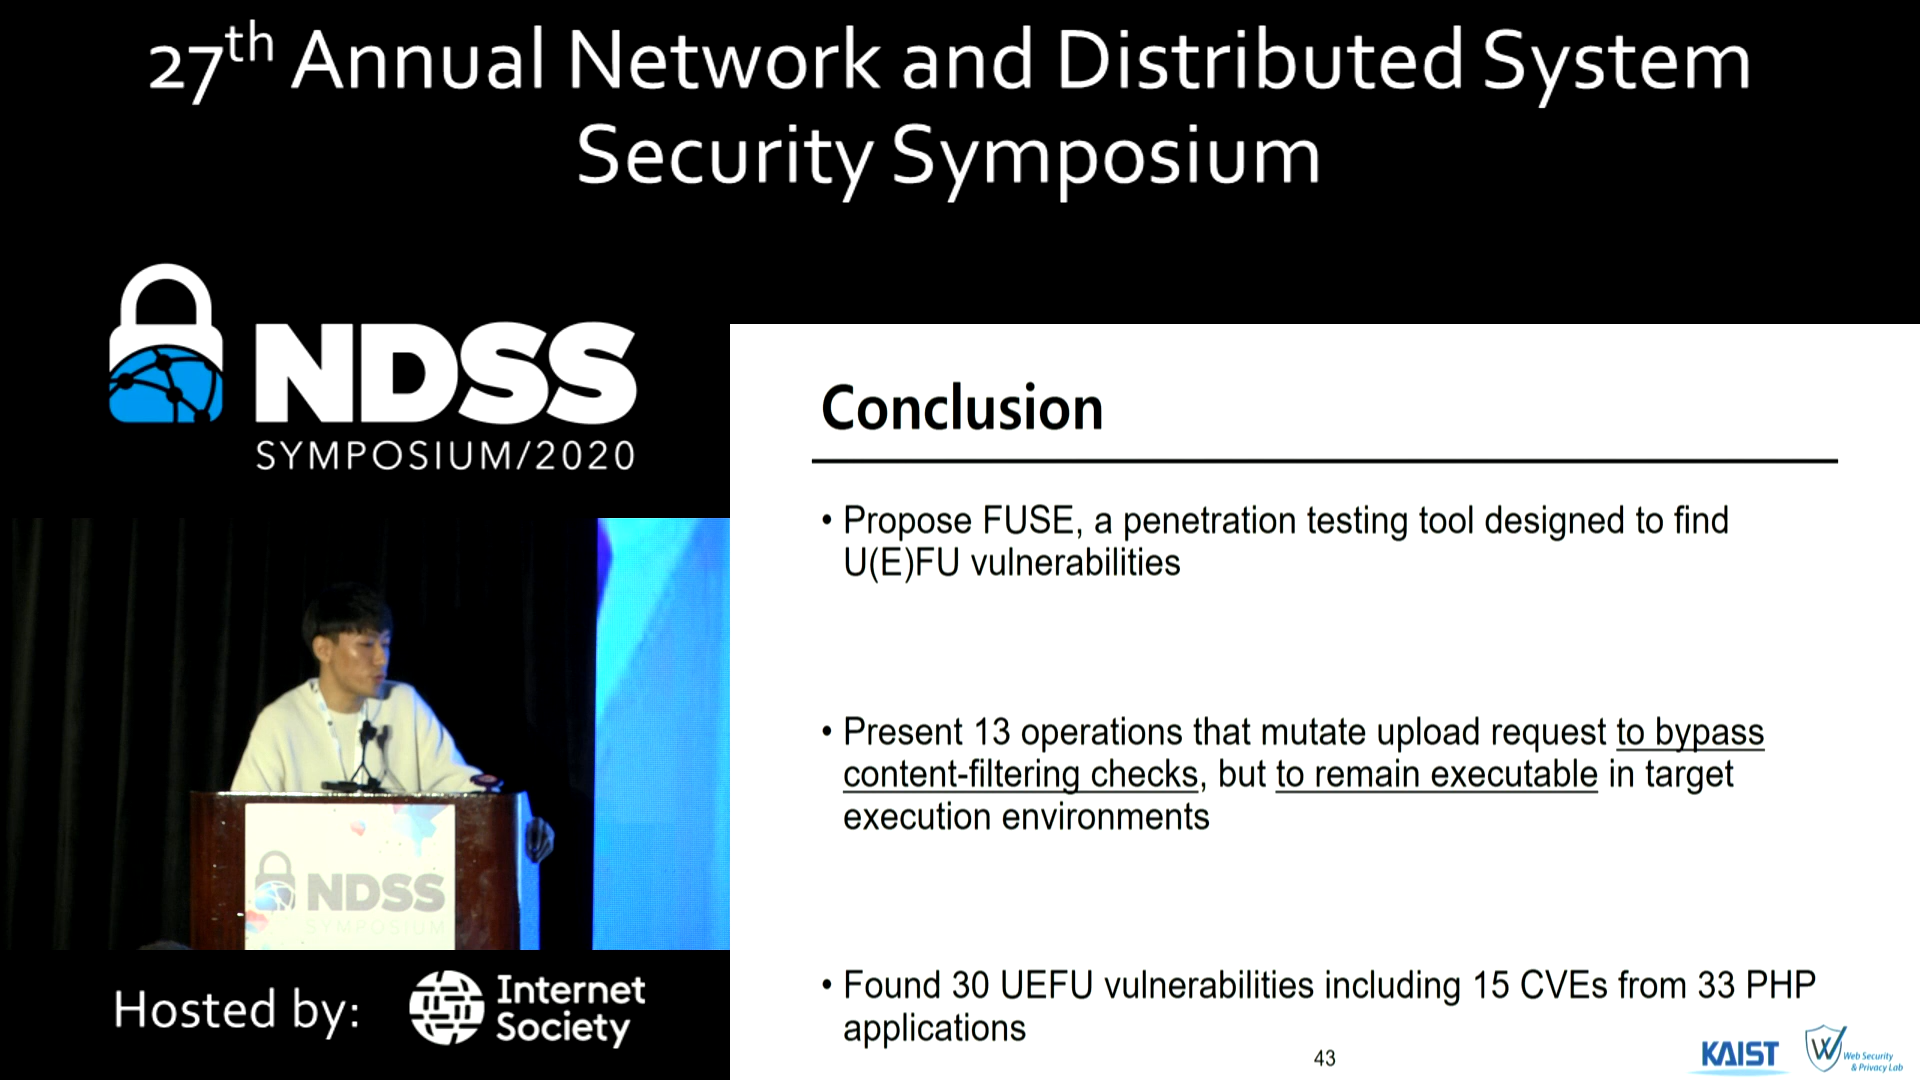 27th Annual Network and Distributed System
Security Symposium
NDSS
SYMPOSIUM/2020
Conclusion
• Propose FUSE, a penetration testing tool designed to find
U(E)FU vulnerabilities
• Present 13 operations that mutate upload request to bypass
content-filtering checks, but to remain executable in target
execution environments
• Found 30 UEFU vulnerabilities including 15 CVEs from 33 PHP
applications
43
KAIST
W
Web Security
& Privacy Lab
NDSS
SYMPOSIUM
Hosted by:
Internet
Society